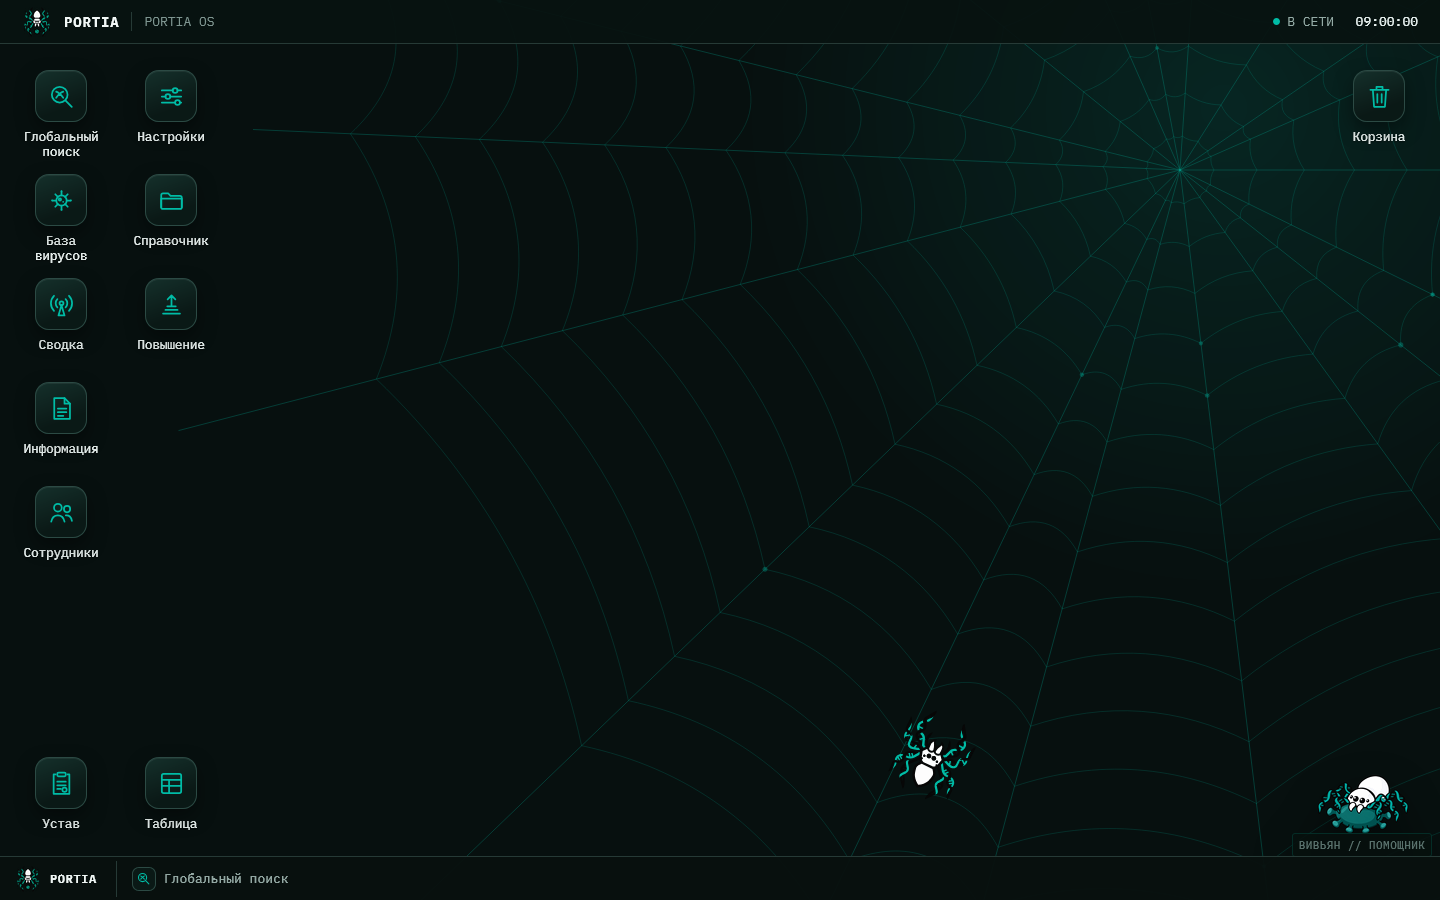 PORTIA
PORTIA OS
В СЕТИ
09:00:00
Глобальный
поиск
Настройки
Корзина
База
вирусов
Справочник
Сводка
Повышение
Информация
Сотрудники
Устав
Таблица
ВИВЬЯН // ПОМОЩНИК
PORTIA
Глобальный поиск